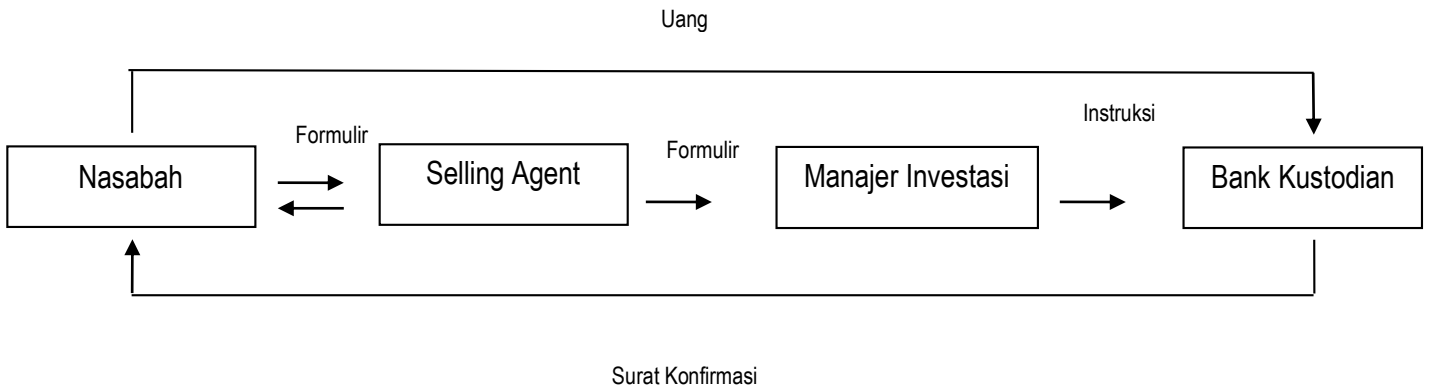 Uang
Instruksi
Formulir
Formulir
Nasabah
Selling Agent
Manajer Investasi
Bank Kustodian
Surat Konfirmasi